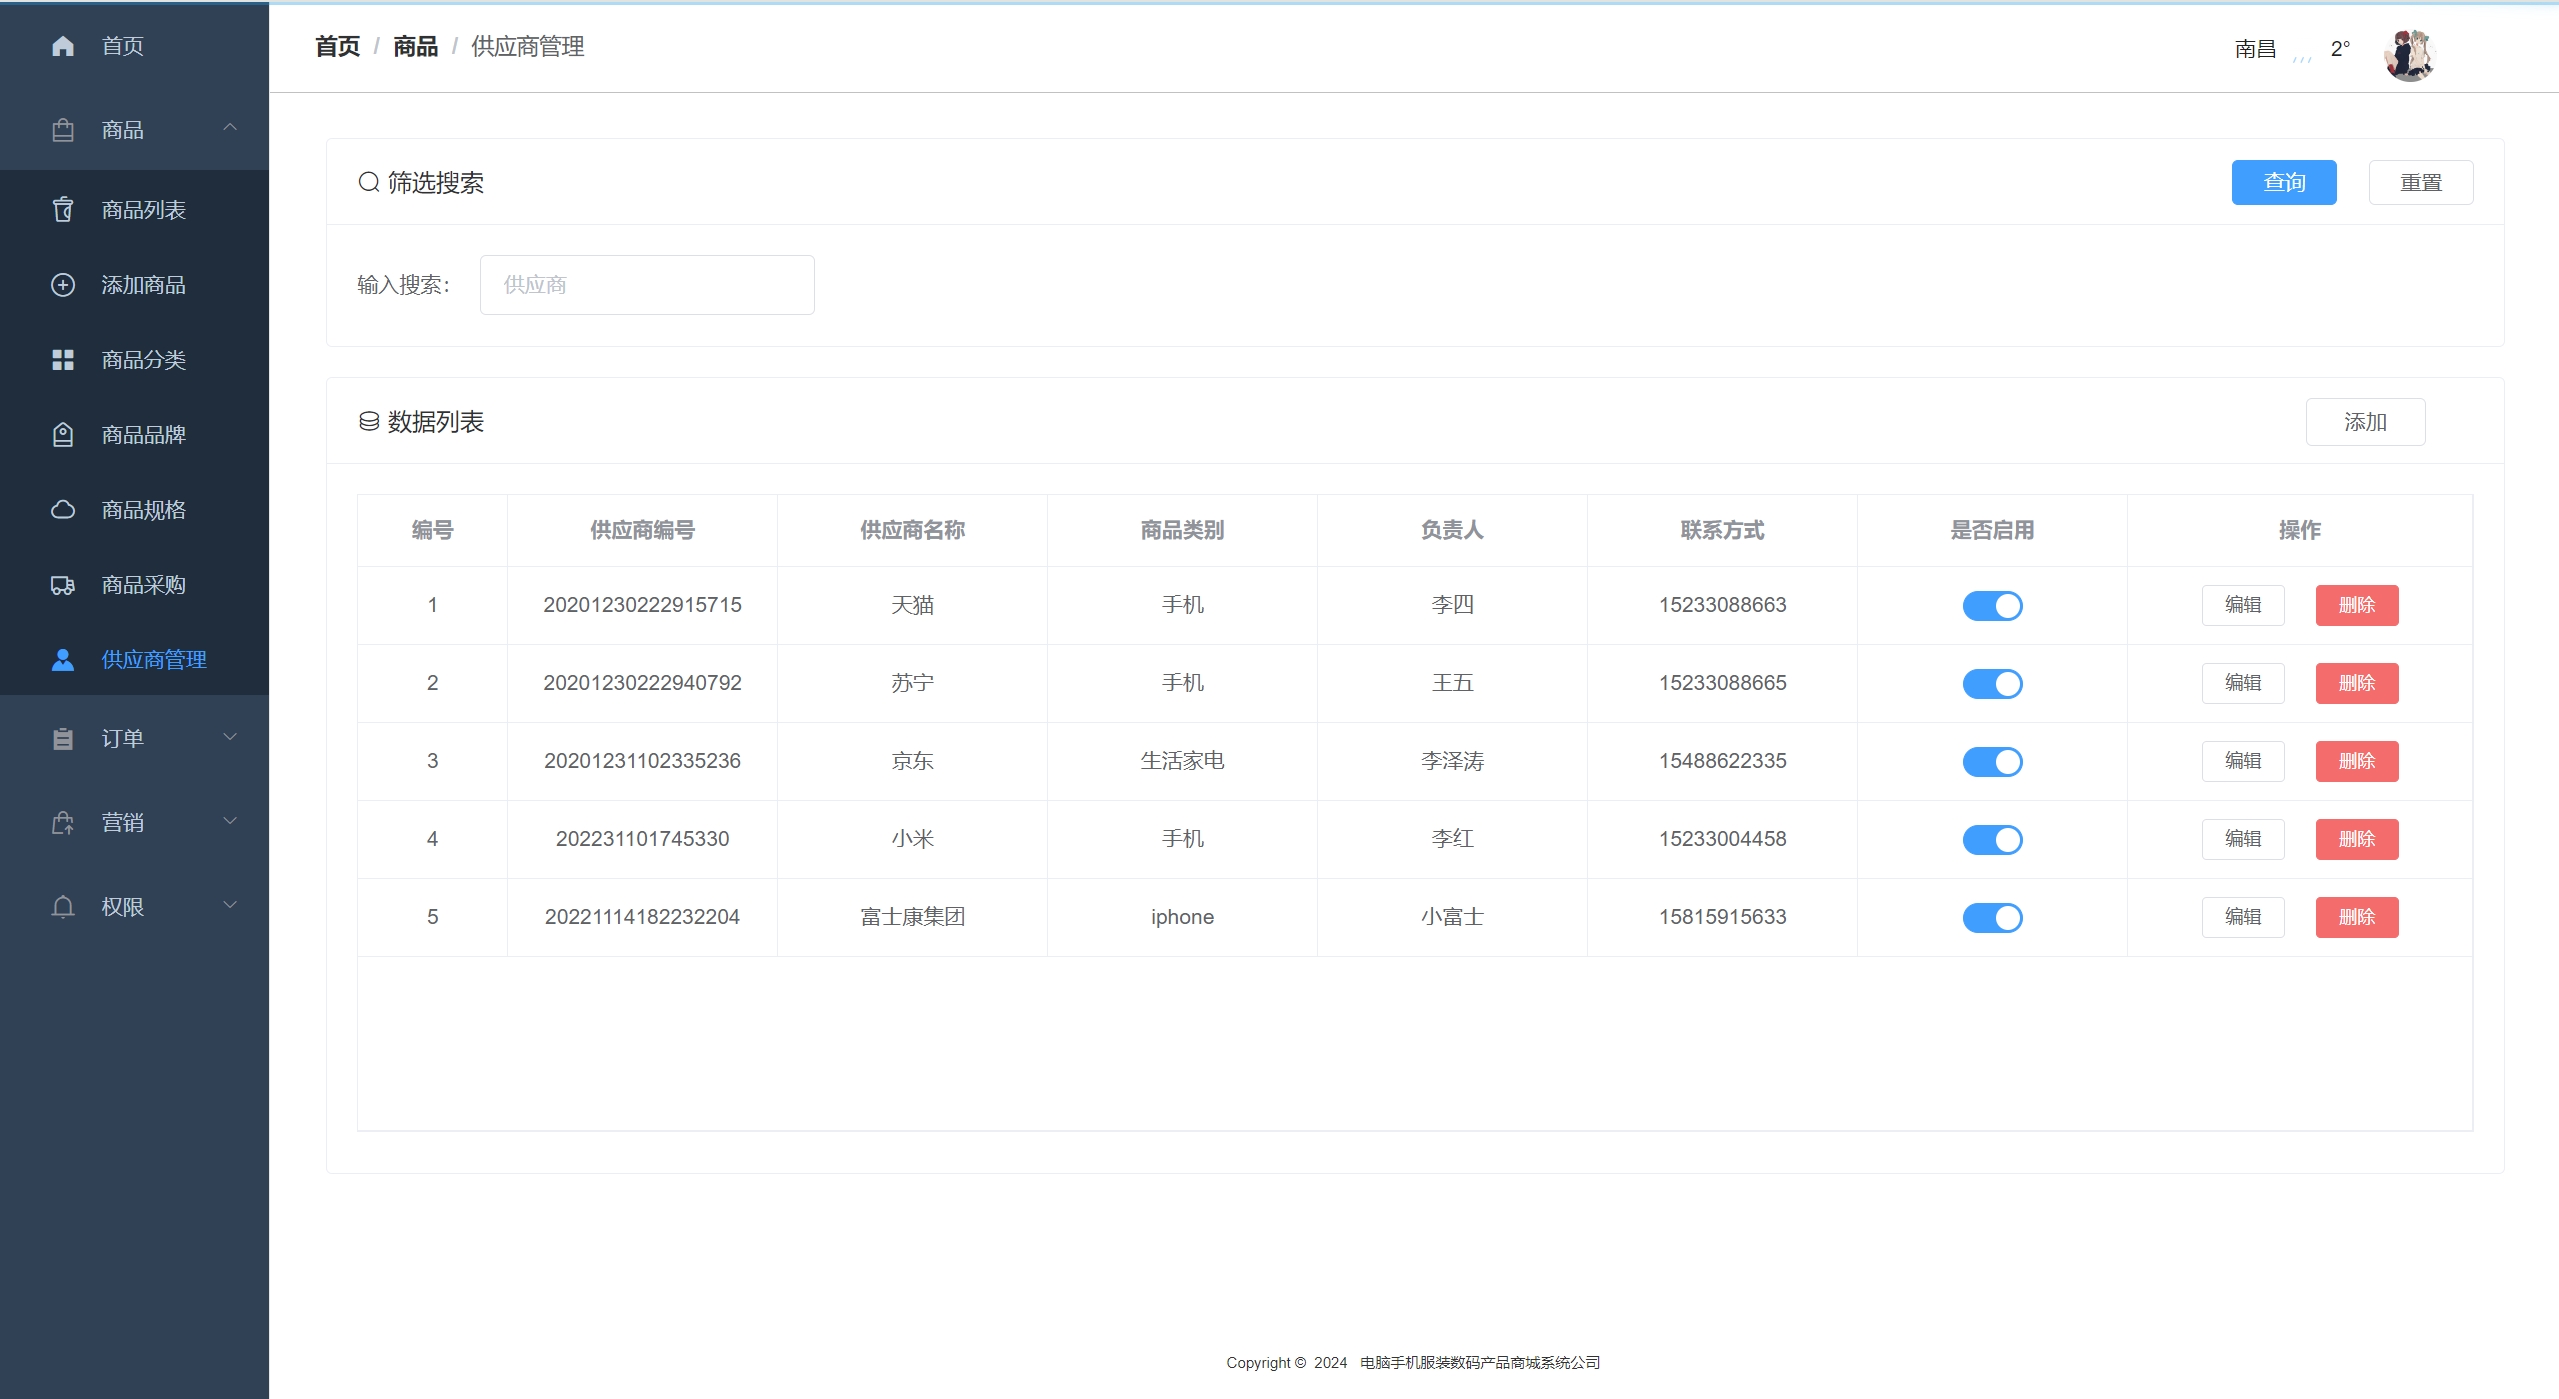 首页
商品
商品列表
添加商品
商品分类
商品品牌
商品规格
商品采购
供应商管理
订单
营销
权限
首页 / 商品 / 供应商管理
南昌 2°
筛选搜索 查询 重置
输入搜索： 供应商
数据列表 添加
编号 供应商编号 供应商名称 商品类别 负责人 联系方式 是否启用 操作
1 20201230222915715 天猫 手机 李四 15233088663 编辑 删除
2 20201230222940792 苏宁 手机 王五 15233088665 编辑 删除
3 20201231102335236 京东 生活家电 李泽涛 15488622335 编辑 删除
4 202231101745330 小米 手机 李红 15233004458 编辑 删除
5 20221114182232204 富士康集团 iphone 小富士 15815915633 编辑 删除
Copyright © 2024 电脑手机服装数码产品商城系统公司